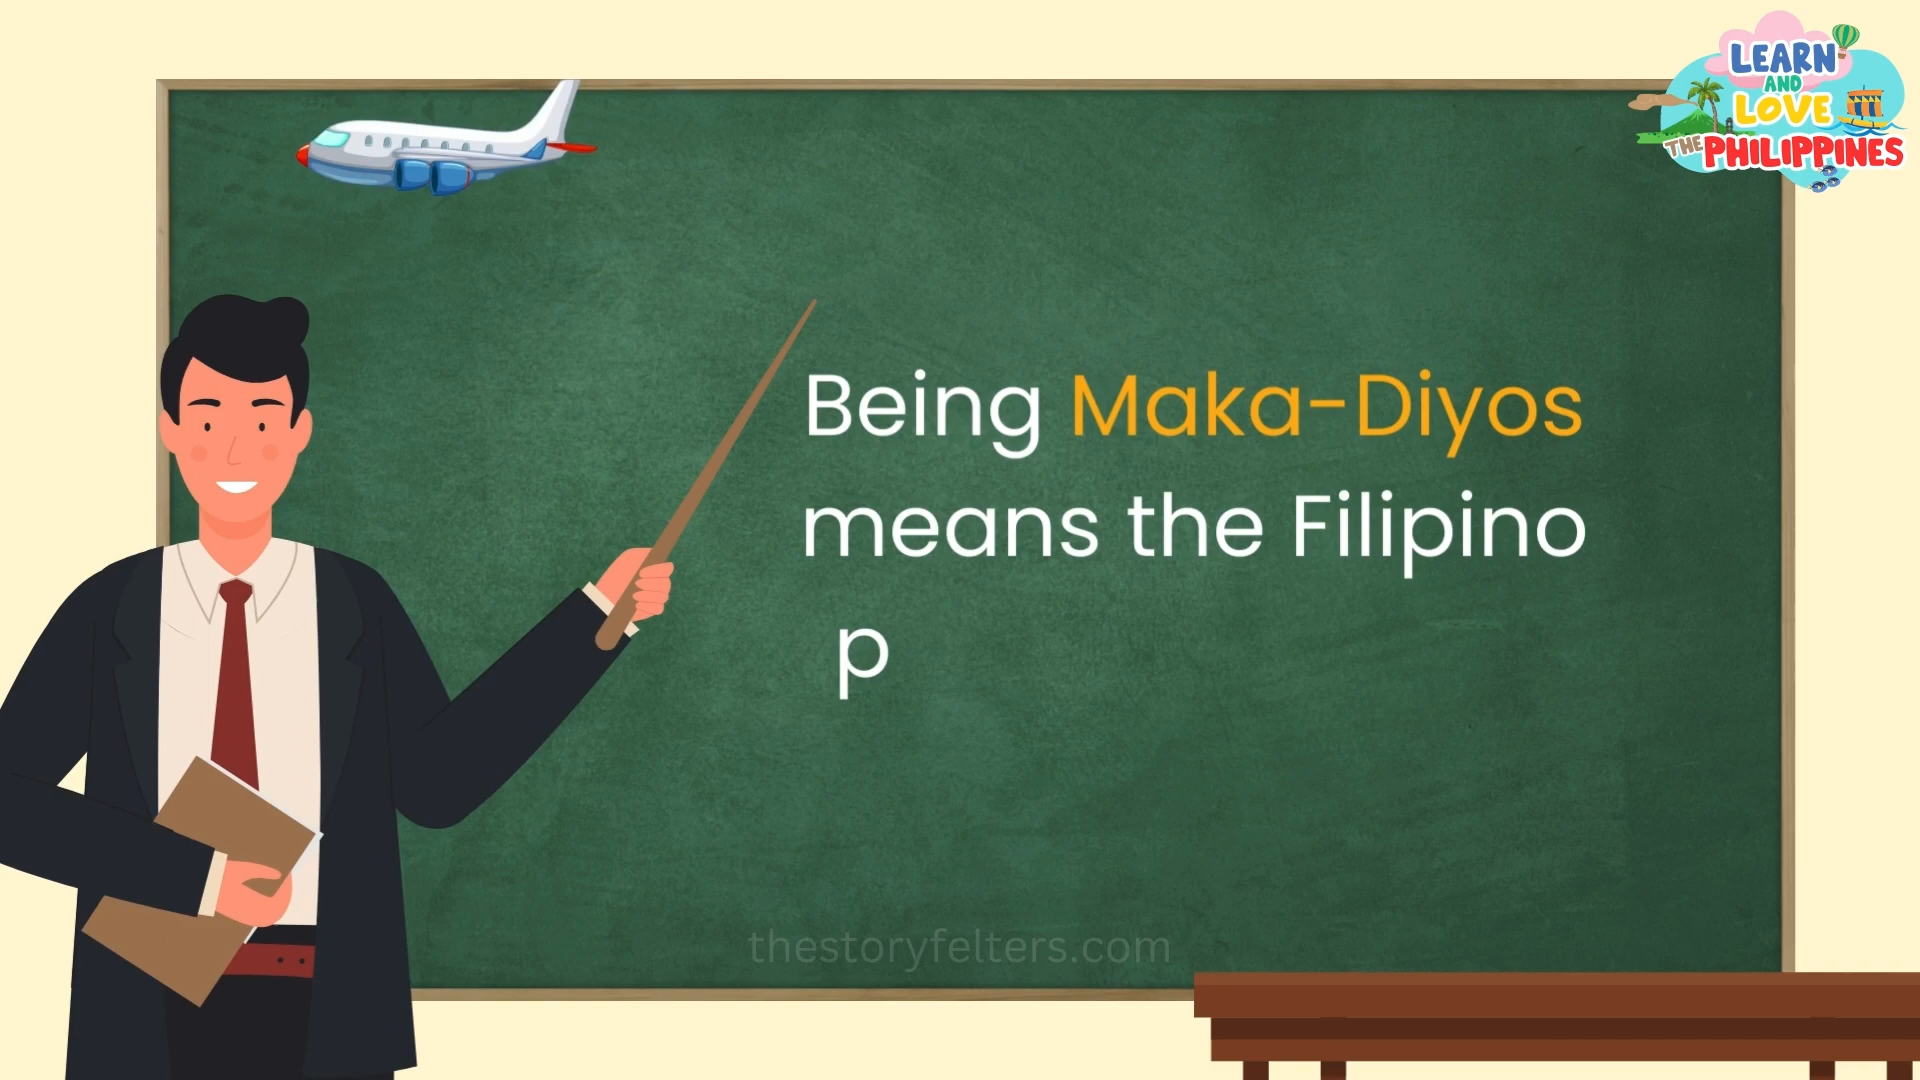 LEARN
AND
LOVE
THE PHILIPPINES
Being Maka-Diyos
means the Filipino
p
thestoryfelters.com